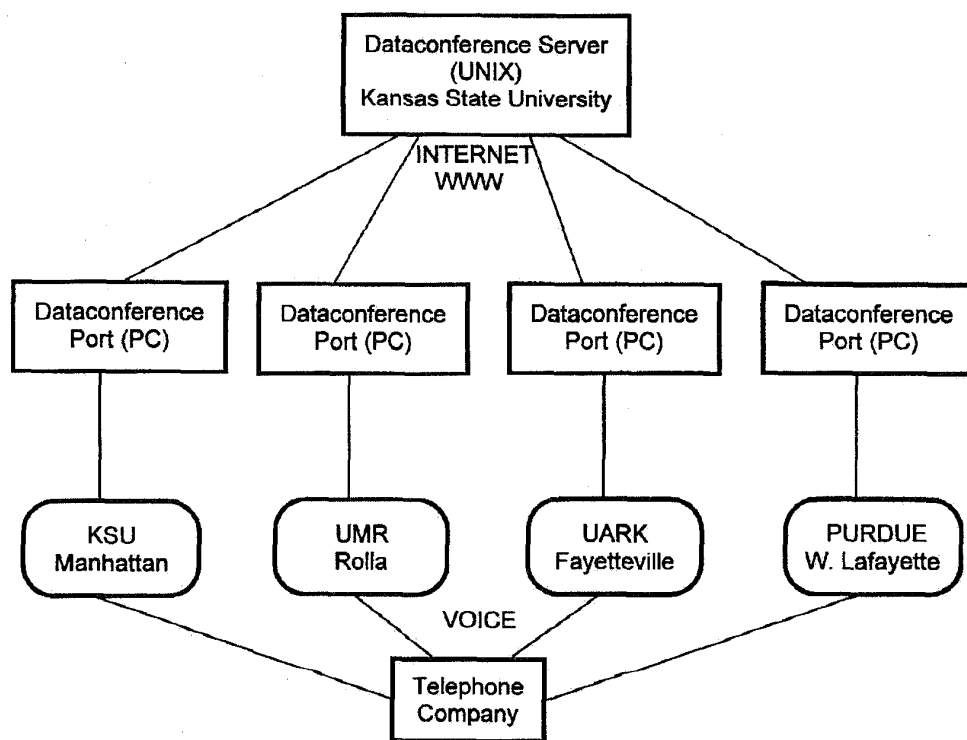 Dataconference Server
(UNIX)
Kansas State University
INTERNET
WWW
Dataconference
Port (PC)
Dataconference
Port (PC)
Dataconference
Port (PC)
Dataconference
Port (PC)
KSU
Manhattan
UMR
Rolla
UARK
Fayetteville
PURDUE
W. Lafayette
VOICE
Telephone
Company